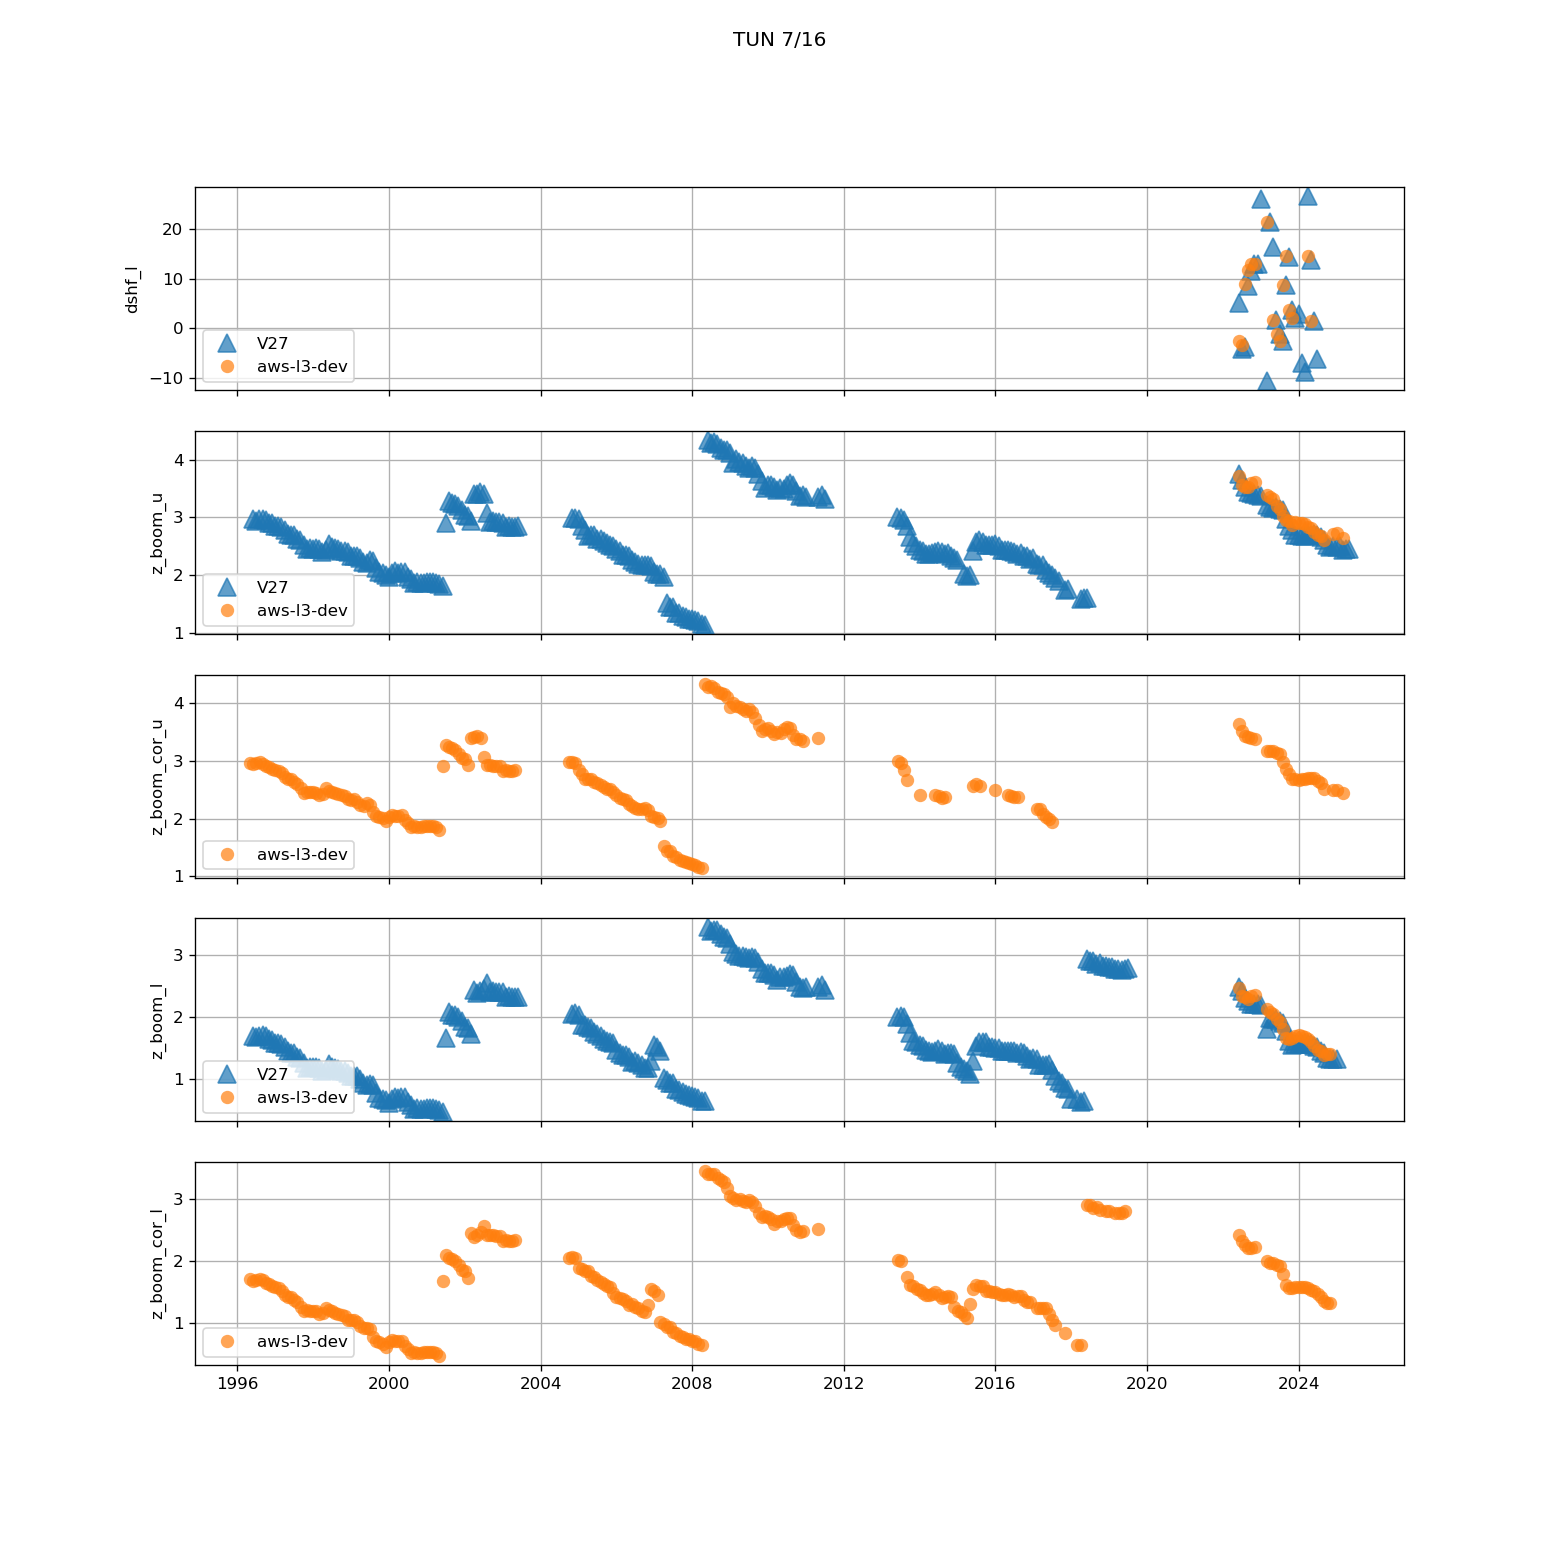 TUN 7/16
dshf_l
20
10
0
−10
V27
aws-l3-dev
z_boom_u
4
3
2
1
V27
aws-l3-dev
z_boom_cor_u
4
3
2
1
aws-l3-dev
z_boom_l
3
2
1
V27
aws-l3-dev
z_boom_cor_l
3
2
1
aws-l3-dev
1996 2000 2004 2008 2012 2016 2020 2024